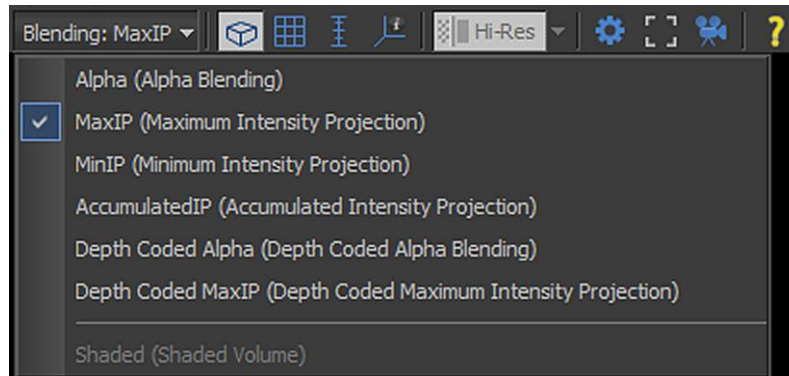 Blending: MaxIP Hi-Res ?
Alpha (Alpha Blending)
MaxIP (Maximum Intensity Projection)
MinIP (Minimum Intensity Projection)
AccumulatedIP (Accumulated Intensity Projection)
Depth Coded Alpha (Depth Coded Alpha Blending)
Depth Coded MaxIP (Depth Coded Maximum Intensity Projection)
Shaded (Shaded Volume)